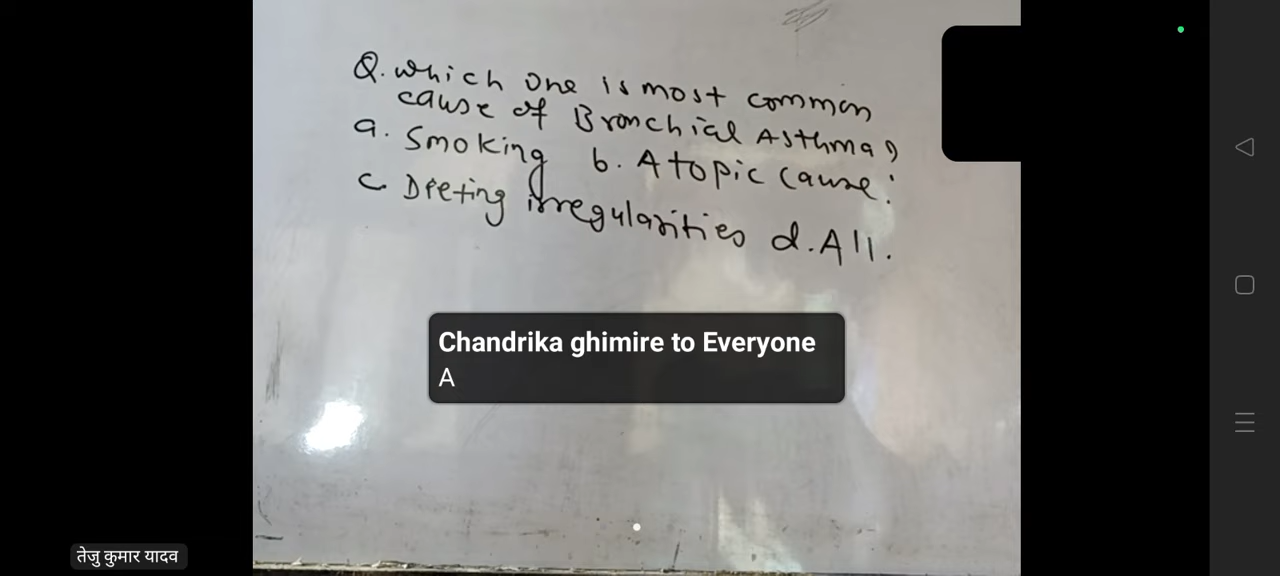 Q. which one is most common
cause of Bronchial Asthma?
a. Smoking b. Atopic cause.
c. Dieting irregularities d. All.
Chandrika ghimire to Everyone
A
तेजु कुमार यादव